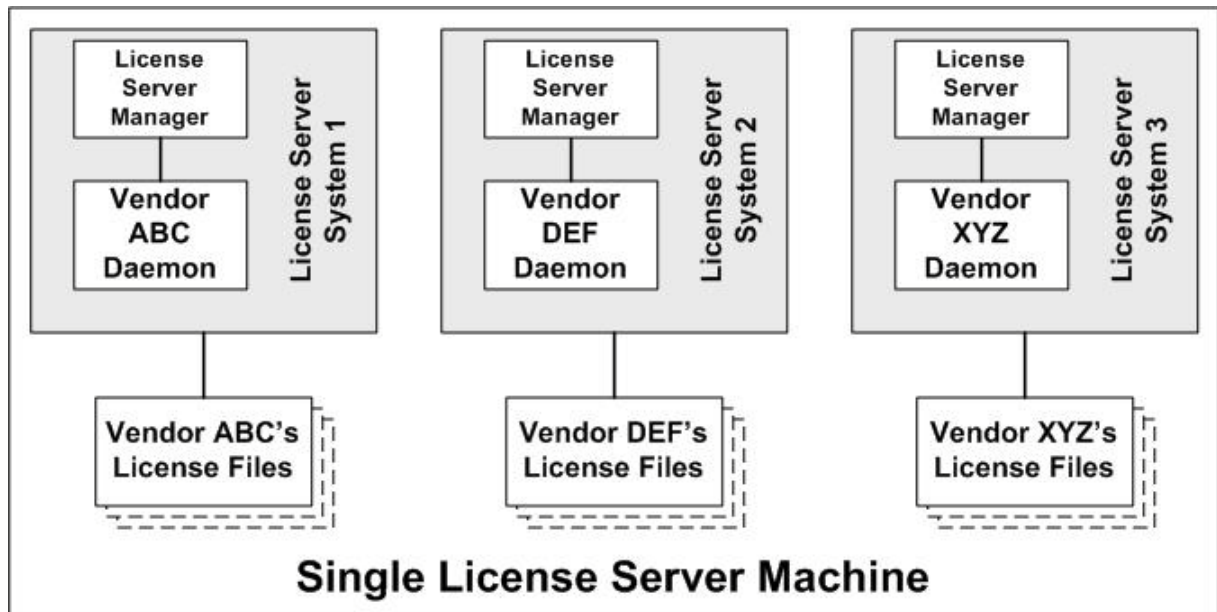 License
Server
Manager
Vendor
ABC
Daemon
License Server
System 1
Vendor ABC's
License Files
License
Server
Manager
Vendor
DEF
Daemon
License Server
System 2
Vendor DEF's
License Files
License
Server
Manager
Vendor
XYZ
Daemon
License Server
System 3
Vendor XYZ's
License Files
Single License Server Machine